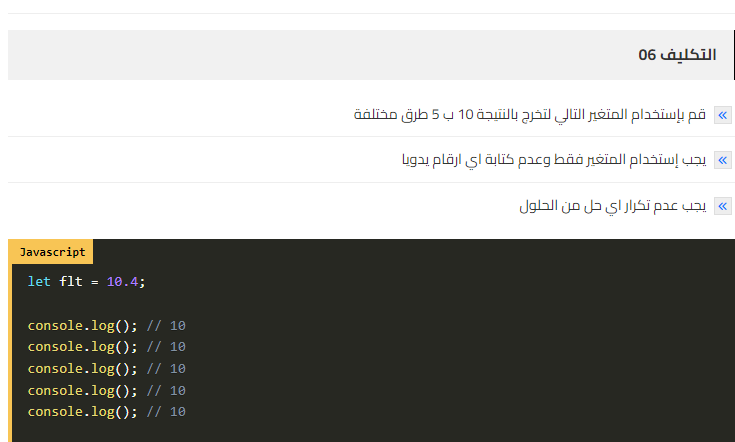 التكليف 06
قم بإستخدام المتغير التالي لتخرج بالنتيجة 10 ب 5 طرق مختلفة
يجب إستخدام المتغير فقط وعدم كتابة اي ارقام يدويا
يجب عدم تكرار اي حل من الحلول
Javascript
let flt = 10.4;
console.log(); // 10
console.log(); // 10
console.log(); // 10
console.log(); // 10
console.log(); // 10